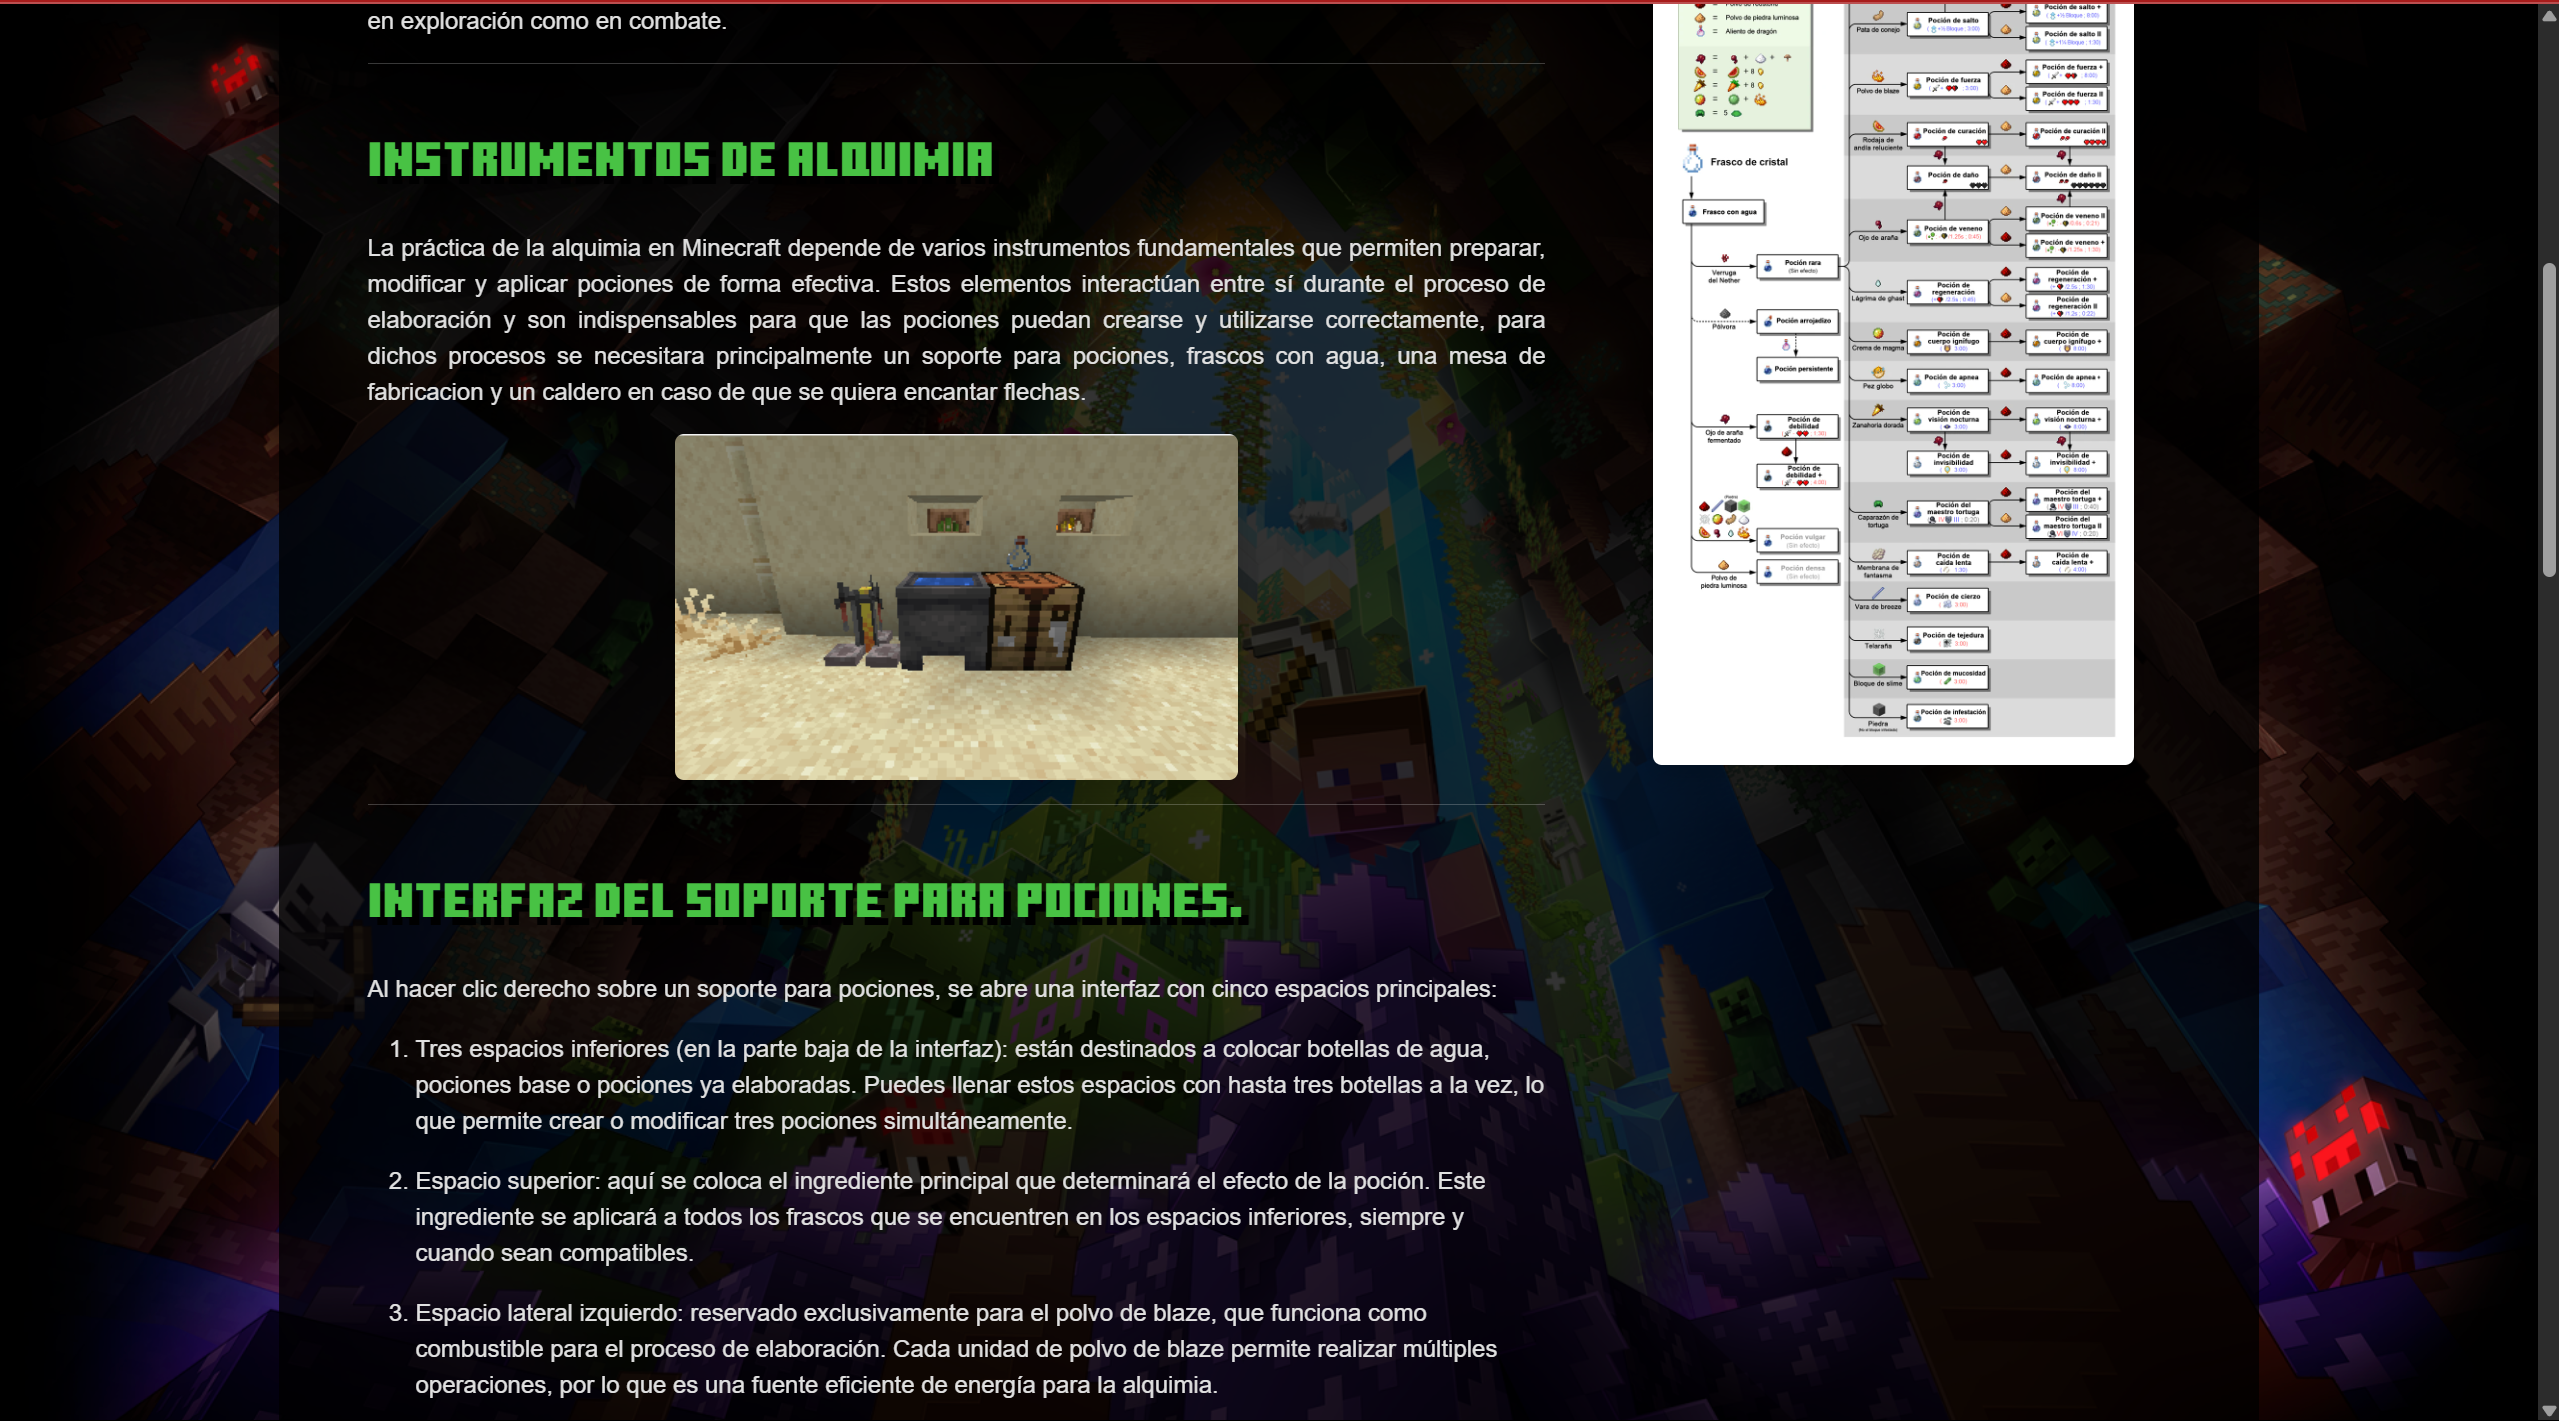 en exploración como en combate.
INSTRUMENTOS DE ALQUIMIA
La práctica de la alquimia en Minecraft depende de varios instrumentos fundamentales que permiten preparar,
modificar y aplicar pociones de forma efectiva. Estos elementos interactúan entre sí durante el proceso de
elaboración y son indispensables para que las pociones puedan crearse y utilizarse correctamente, para
dichos procesos se necesitara principalmente un soporte para pociones, frascos con agua, una mesa de
fabricacion y un caldero en caso de que se quiera encantar flechas.
INTERFAZ DEL SOPORTE PARA POCIONES.
Al hacer clic derecho sobre un soporte para pociones, se abre una interfaz con cinco espacios principales:
1. Tres espacios inferiores (en la parte baja de la interfaz): están destinados a colocar botellas de agua,
pociones base o pociones ya elaboradas. Puedes llenar estos espacios con hasta tres botellas a la vez, lo
que permite crear o modificar tres pociones simultáneamente.
2. Espacio superior: aquí se coloca el ingrediente principal que determinará el efecto de la poción. Este
ingrediente se aplicará a todos los frascos que se encuentren en los espacios inferiores, siempre y
cuando sean compatibles.
3. Espacio lateral izquierdo: reservado exclusivamente para el polvo de blaze, que funciona como
combustible para el proceso de elaboración. Cada unidad de polvo de blaze permite realizar múltiples
operaciones, por lo que es una fuente eficiente de energía para la alquimia.
= Polvo de piedra luminosa
= Aliento de dragón
Frasco de cristal
Frasco con agua
Verruga
del Nether
Poción rara
(Sin efecto)
Pólvora
Poción arrojadizo
Poción persistente
Ojo de araña
fermentado
Poción de
debilidad
Poción de
debilidad +
Poción vulgar
(Sin efecto)
Polvo de
piedra luminosa
Poción densa
(Sin efecto)
Pata de conejo
Poción de salto
Poción de salto +
Poción de salto II
Polvo de blaze
Poción de fuerza
Poción de fuerza +
Poción de fuerza II
Rodaja de
andía reluciente
Poción de curación
Poción de curación II
Poción de daño
Poción de daño II
Ojo de araña
Poción de veneno
Poción de veneno II
Poción de veneno +
Lágrima de ghast
Poción de
regeneración
Poción de
regeneración +
Poción de
regeneración II
Crema de magma
Poción de
cuerpo ignífugo
Poción de
cuerpo ignífugo +
Pez globo
Poción de apnea
Poción de apnea +
Zanahoria dorada
Poción de
visión nocturna
Poción de
visión nocturna +
Poción de
invisibilidad
Poción de
invisibilidad +
Caparazón de
tortuga
Poción del
maestro tortuga
Poción del
maestro tortuga +
Poción del
maestro tortuga II
Membrana de
fantasma
Poción de
caída lenta
Poción de
caída lenta +
Vara de breeze
Poción de cierzo
Telaraña
Poción de tejedura
Bloque de slime
Poción de mucosidad
Piedra
Poción de infestación